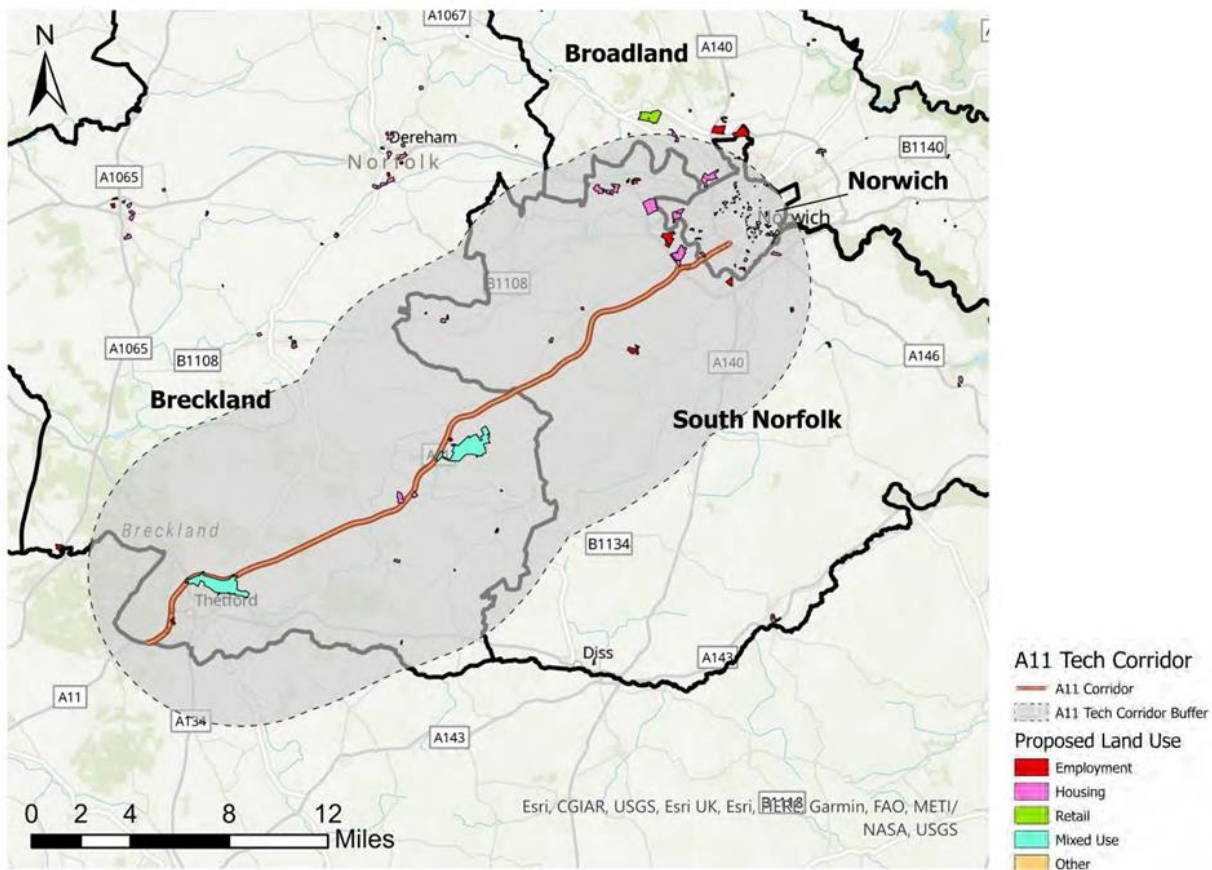 A1067
N
Broadland
A140
A
Dereham
Norfolk
B1140
A1065
Norwich
Norwich
B1108
A1065
B1108
A140
A146
Breckland
South Norfolk
Breckland
B1134
Thetford
Diss
A143
A11
A134
A143
Esri, CGIAR, USGS, Esri UK, Esri, HERE, Garmin, FAO, METI/
NASA, USGS
B1118
0 4 8 12
Miles
A11 Tech Corridor
A11 Corridor
A11 Tech Corridor Buffer
Proposed Land Use
Employment
Housing
Retail
Mixed Use
Other